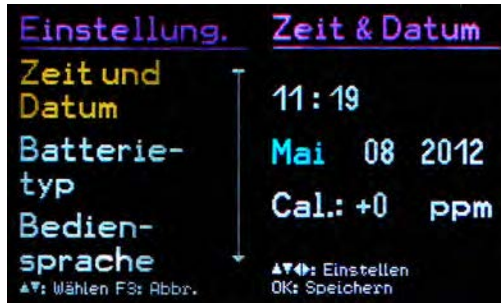 Einstellung.
Zeit und
Datum
Batterie-
typ
Bedien-
sprache
▲▼: Wählen F3: Abbr.
Zeit & Datum
11:19
Mai 08 2012
Cal.: +0 ppm
▲▼◀▶: Einstellen
OK: Speichern